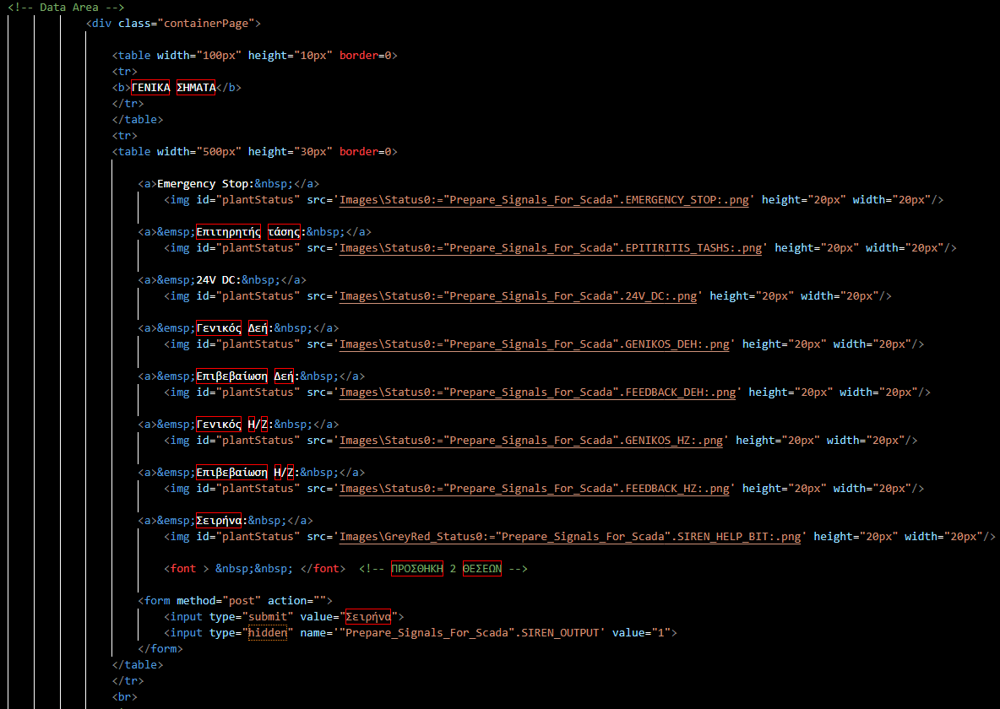 <!-- Data Area -->
<div class="containerPage">
<table width="100px" height="10px" border=0>
<tr>
<b>ΓΕΝΙΚΑ ΣΗΜΑΤΑ</b>
</tr>
</table>
<tr>
<table width="500px" height="30px" border=0>
<a>Emergency Stop:&nbsp;</a>
<img id="plantStatus" src='Images\Status0:="Prepare_Signals_For_Scada".EMERGENCY_STOP:.png' height="20px" width="20px"/>
<a>&emsp;Επιτηρητής τάσης:&nbsp;</a>
<img id="plantStatus" src='Images\Status0:="Prepare_Signals_For_Scada".EPITIRITIS_TASHS:.png' height="20px" width="20px"/>
<a>&emsp;24V DC:&nbsp;</a>
<img id="plantStatus" src='Images\Status0:="Prepare_Signals_For_Scada".24V_DC:.png' height="20px" width="20px"/>
<a>&emsp;Γενικός Δεή:&nbsp;</a>
<img id="plantStatus" src='Images\Status0:="Prepare_Signals_For_Scada".GENIKOS_DEH:.png' height="20px" width="20px"/>
<a>&emsp;Επιβεβαίωση Δεή:&nbsp;</a>
<img id="plantStatus" src='Images\Status0:="Prepare_Signals_For_Scada".FEEDBACK_DEH:.png' height="20px" width="20px"/>
<a>&emsp;Γενικός Η/Ζ:&nbsp;</a>
<img id="plantStatus" src='Images\Status0:="Prepare_Signals_For_Scada".GENIKOS_HZ:.png' height="20px" width="20px"/>
<a>&emsp;Επιβεβαίωση Η/Ζ:&nbsp;</a>
<img id="plantStatus" src='Images\Status0:="Prepare_Signals_For_Scada".FEEDBACK_HZ:.png' height="20px" width="20px"/>
<a>&emsp;Σειρήνα:&nbsp;</a>
<img id="plantStatus" src='Images\GreyRed_Status0:="Prepare_Signals_For_Scada".SIREN_HELP_BIT:.png' height="20px" width="20px"/>
<font > &nbsp;&nbsp; </font> <!-- ΠΡΟΣΘΗΚΗ 2 ΘΕΣΕΩΝ -->
<form method="post" action="">
<input type="submit" value="Σειρήνα">
<input type="hidden" name='"Prepare_Signals_For_Scada".SIREN_OUTPUT' value="1">
</form>
</table>
</tr>
<br>